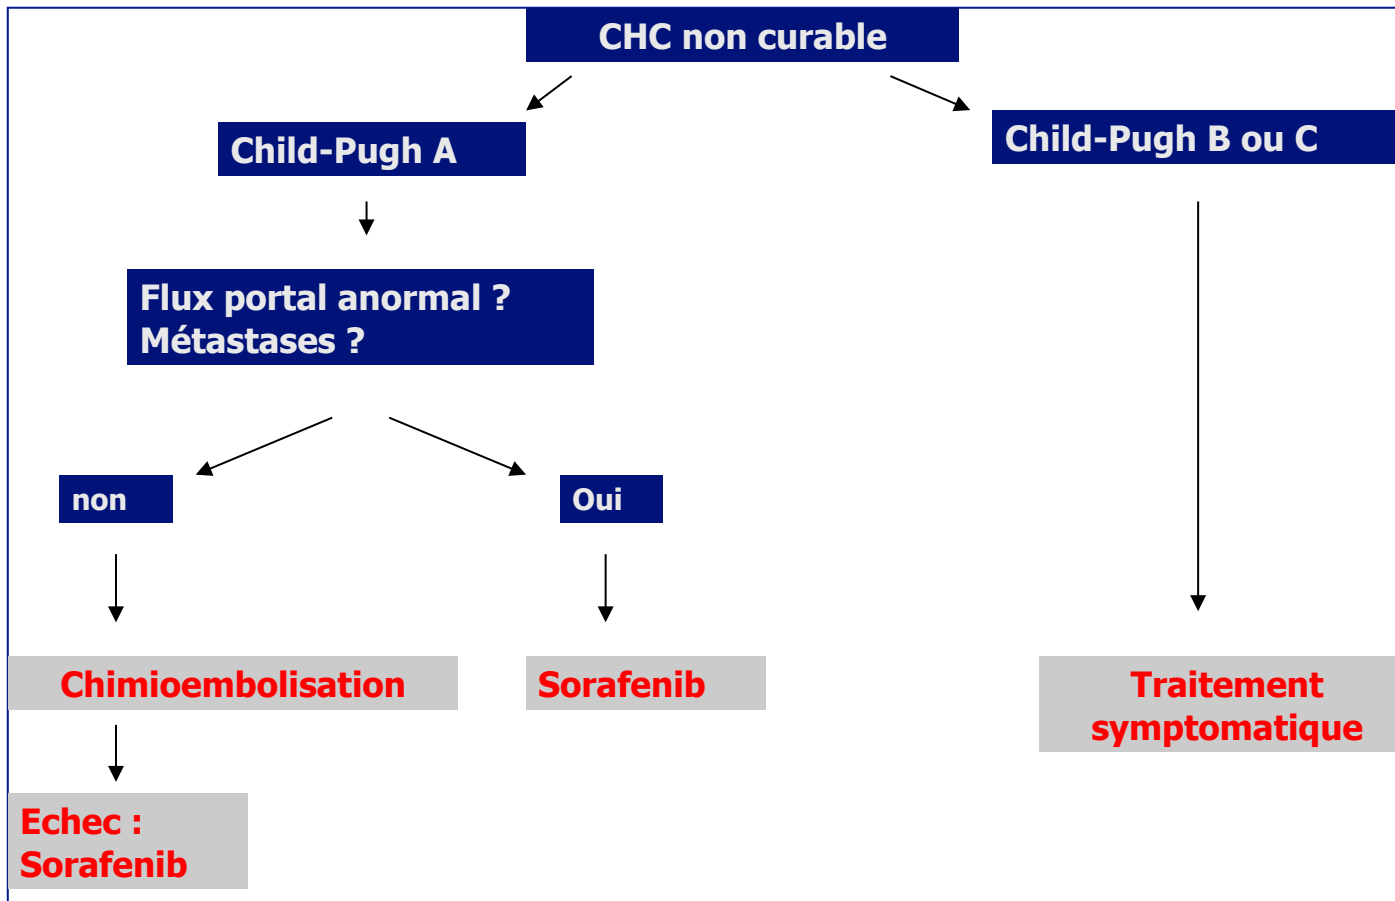 CHC non curable
Child-Pugh A
Child-Pugh B ou C
Flux portal anormal ?
Métastases ?
non
Oui
Chimioembolisation
Sorafenib
Traitement
symptomatique
Echec :
Sorafenib